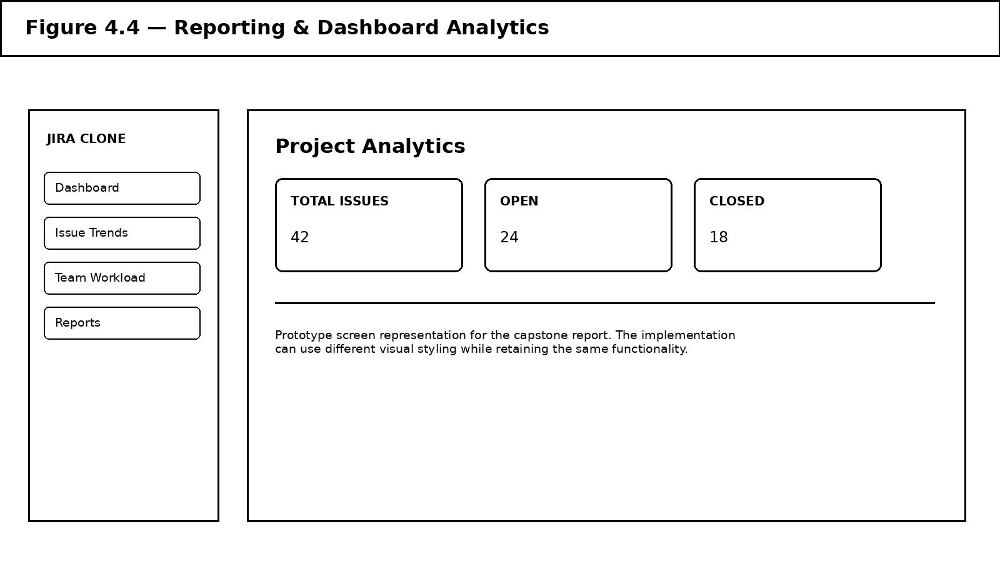 Figure 4.4 — Reporting & Dashboard Analytics
JIRA CLONE
Dashboard
Issue Trends
Team Workload
Reports
Project Analytics
TOTAL ISSUES
42
OPEN
24
CLOSED
18
Prototype screen representation for the capstone report. The implementation
can use different visual styling while retaining the same functionality.